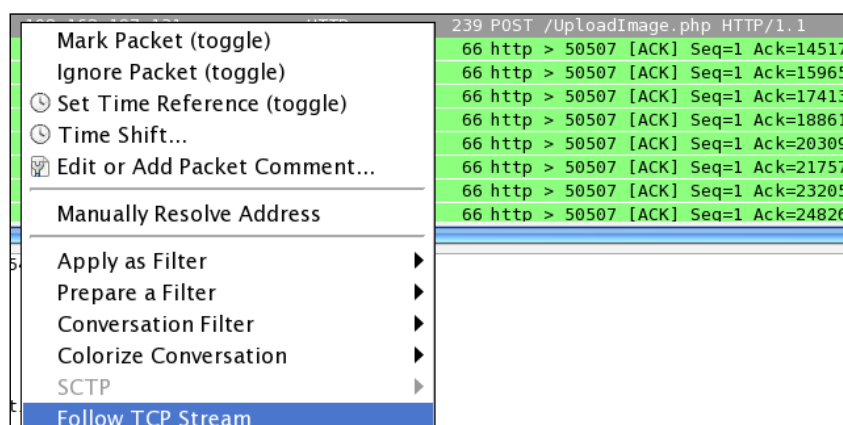 239 POST /UploadImage.php HTTP/1.1
Mark Packet (toggle)
66 http > 50507 [ACK] Seq=1 Ack=14517
Ignore Packet (toggle)
66 http > 50507 [ACK] Seq=1 Ack=15965
Set Time Reference (toggle)
66 http > 50507 [ACK] Seq=1 Ack=17413
66 http > 50507 [ACK] Seq=1 Ack=18861
Time Shift...
66 http > 50507 [ACK] Seq=1 Ack=20309
Edit or Add Packet Comment...
66 http > 50507 [ACK] Seq=1 Ack=21757
66 http > 50507 [ACK] Seq=1 Ack=23205
Manually Resolve Address
66 http > 50507 [ACK] Seq=1 Ack=24826
Apply as Filter
Prepare a Filter
Conversation Filter
Colorize Conversation
SCTP
Follow TCP Stream